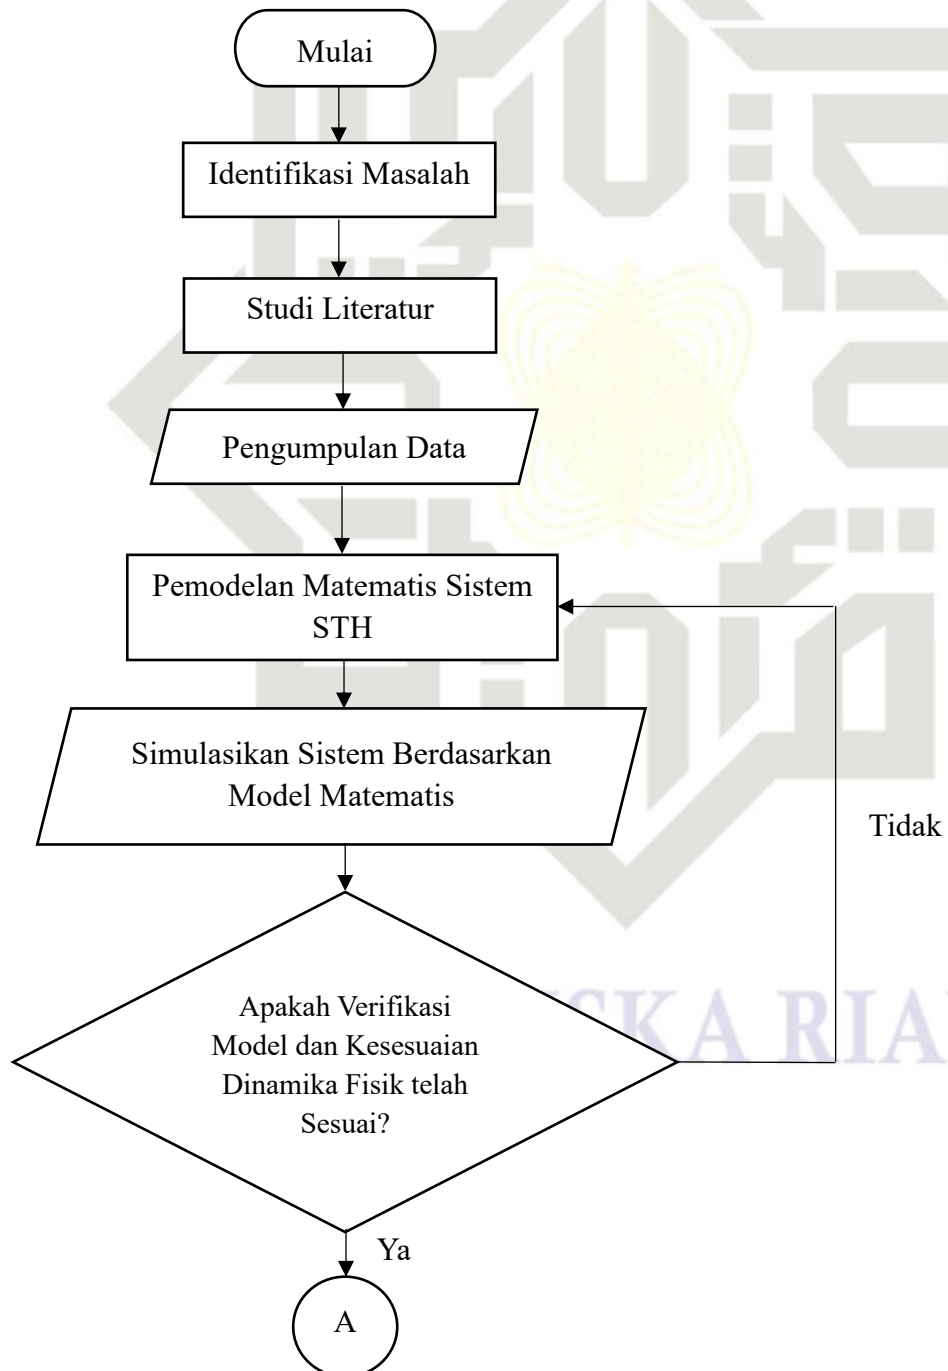 Mulai
Identifikasi Masalah
Studi Literatur
Pengumpulan Data
Pemodelan Matematis Sistem
STH
Simulasikan Sistem Berdasarkan
Model Matematis
Tidak
Apakah Verifikasi
Model dan Kesesuaian
Dinamika Fisik telah
Sesuai?
Ya
A